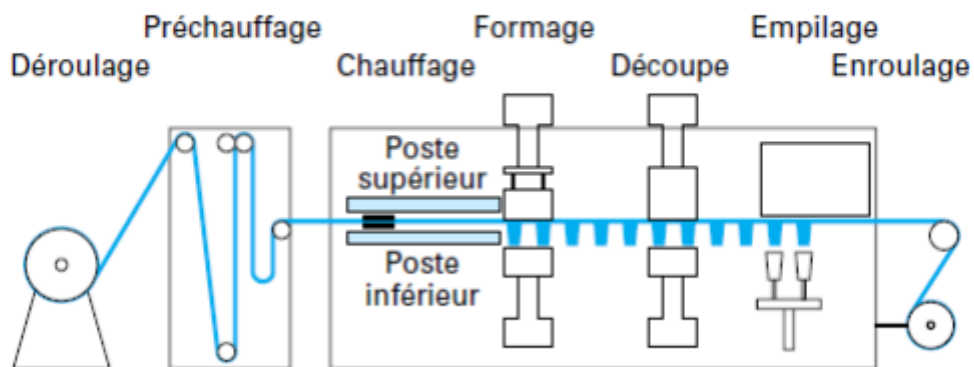 Préchauffage Formage Empilage
Déroulage Chauffage Découpe Enroulage
Poste
supérieur
Poste
inférieur